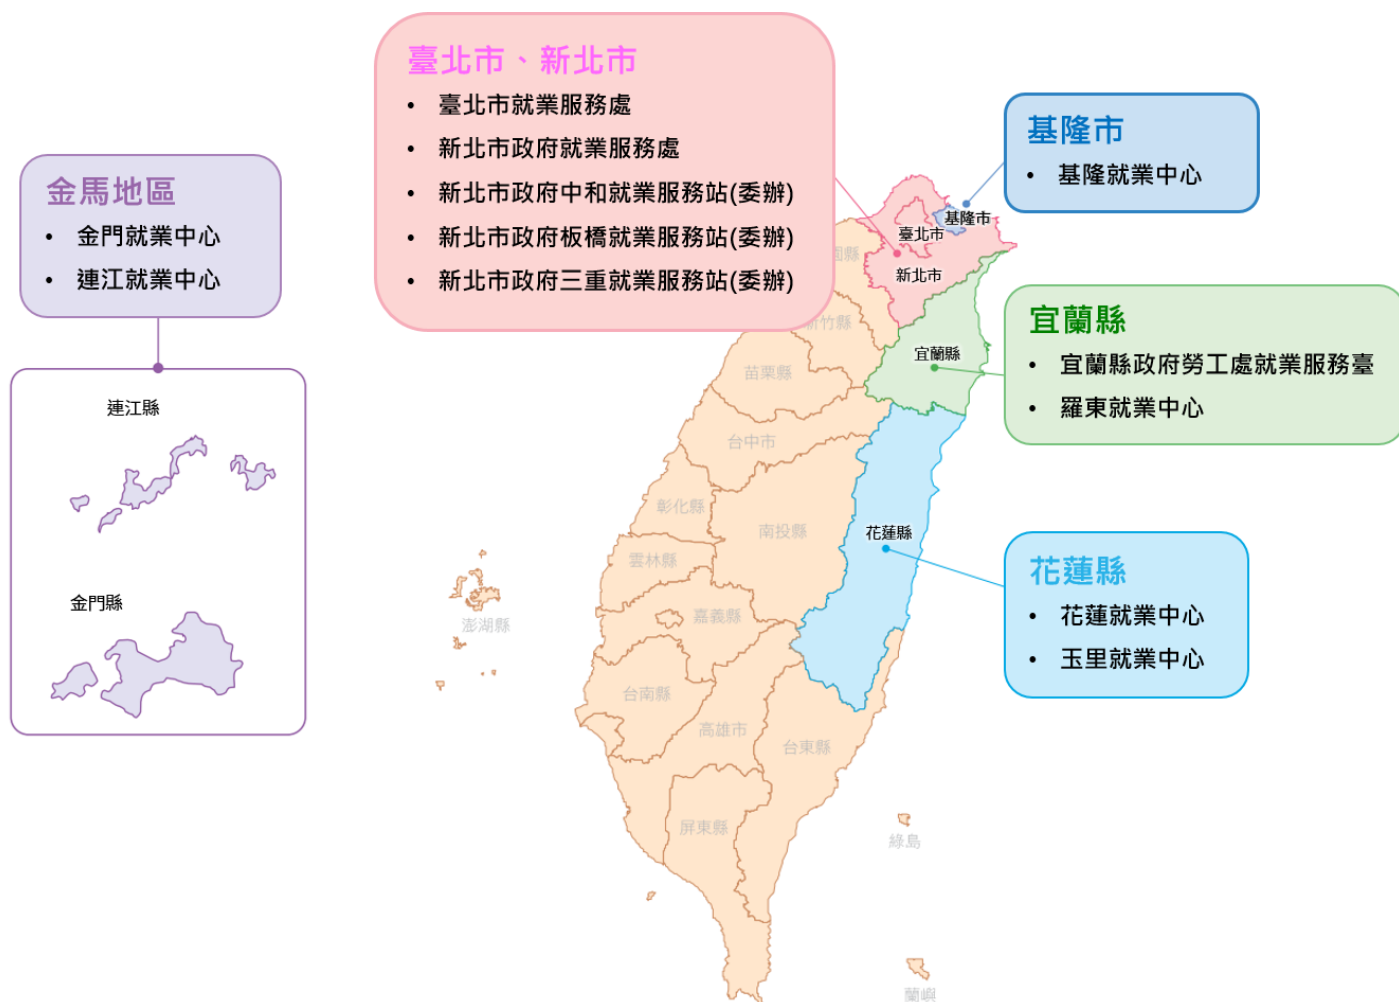 臺北市、新北市
• 臺北市就業服務處
• 新北市政府就業服務處
• 新北市政府中和就業服務站(委辦)
• 新北市政府板橋就業服務站(委辦)
• 新北市政府三重就業服務站(委辦)
基隆市
• 基隆就業中心
金馬地區
• 金門就業中心
• 連江就業中心
宜蘭縣
• 宜蘭縣政府勞工處就業服務臺
• 羅東就業中心
花蓮縣
• 花蓮就業中心
• 玉里就業中心
連江縣
金門縣
基隆市
臺北市
新北市
園縣
新竹縣
宜蘭縣
苗栗縣
台中市
彰化縣
南投縣
花蓮縣
雲林縣
嘉義縣
澎湖縣
台南縣
高雄市
台東縣
屏東縣
綠島
蘭嶼